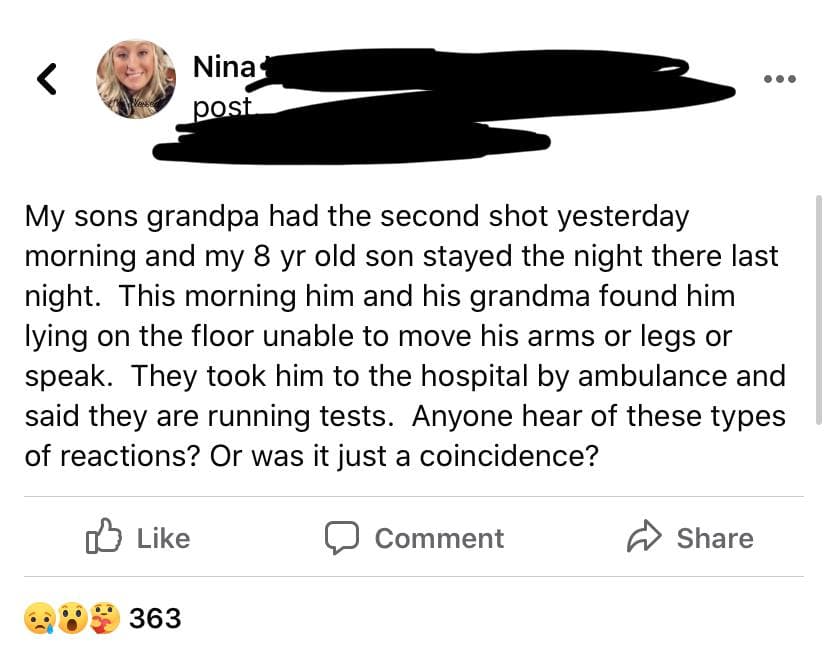 Nina
post
My sons grandpa had the second shot yesterday
morning and my 8 yr old son stayed the night there last
night.  This morning him and his grandma found him
lying on the floor unable to move his arms or legs or
speak.  They took him to the hospital by ambulance and
said they are running tests.  Anyone hear of these types
of reactions? Or was it just a coincidence?
Like Comment Share
363